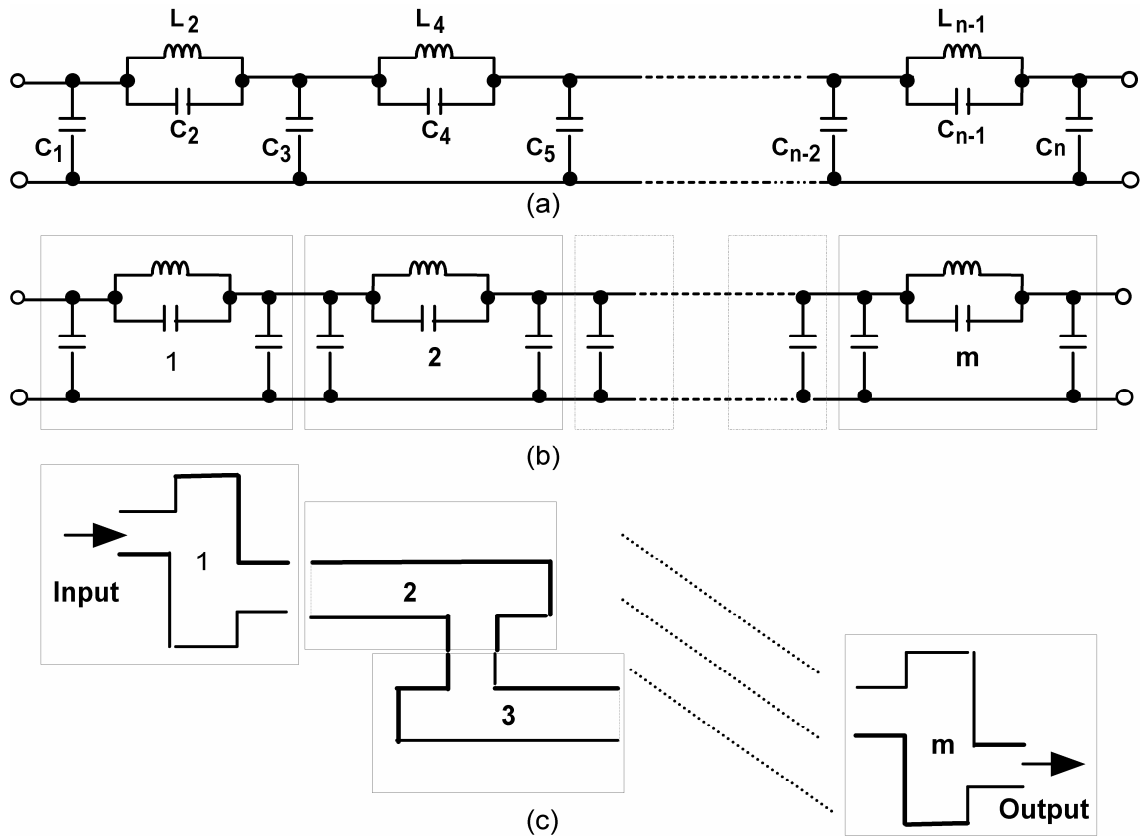 L2 L4 Ln-1
C1 C2 C3 C4 C5 Cn-2 Cn-1 Cn
(a)
1 2 m
(b)
Input 1
2
3
m Output
(c)